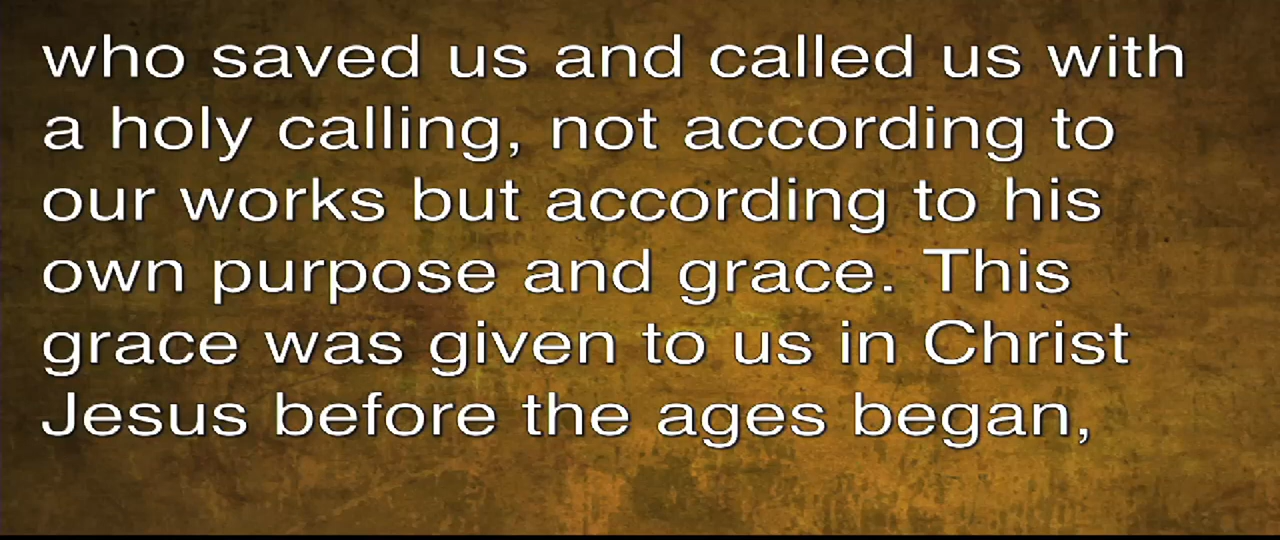 who saved us and called us with
a holy calling, not according to
our works but according to his
own purpose and grace. This
grace was given to us in Christ
Jesus before the ages began,